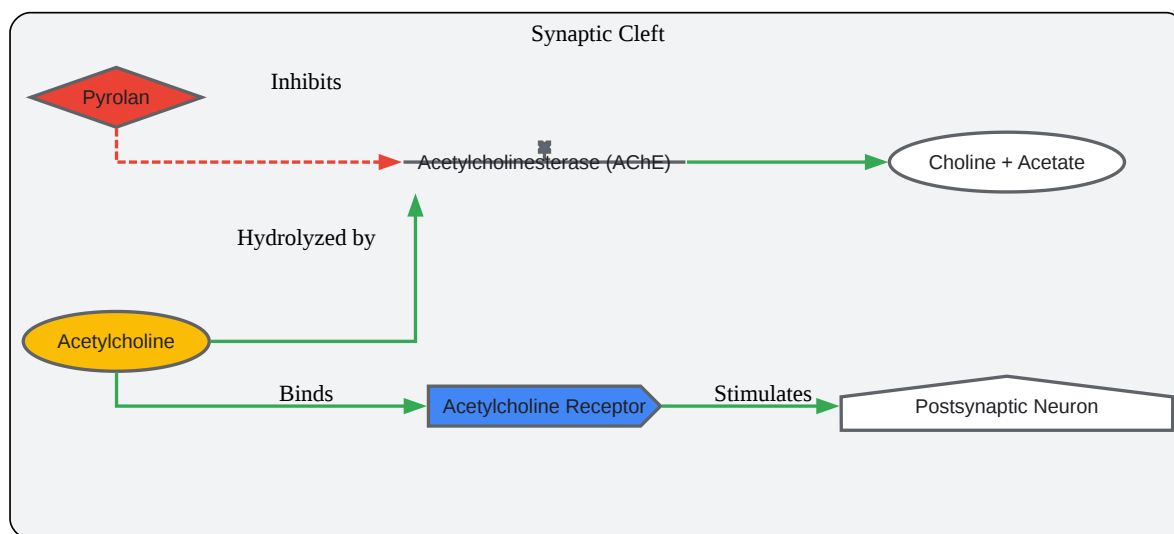 Synaptic Cleft
Inhibits
Pyrolan
Acetylcholinesterase (AChE)
Choline + Acetate
Hydrolyzed by
Acetylcholine
Binds
Acetylcholine Receptor
Stimulates
Postsynaptic Neuron